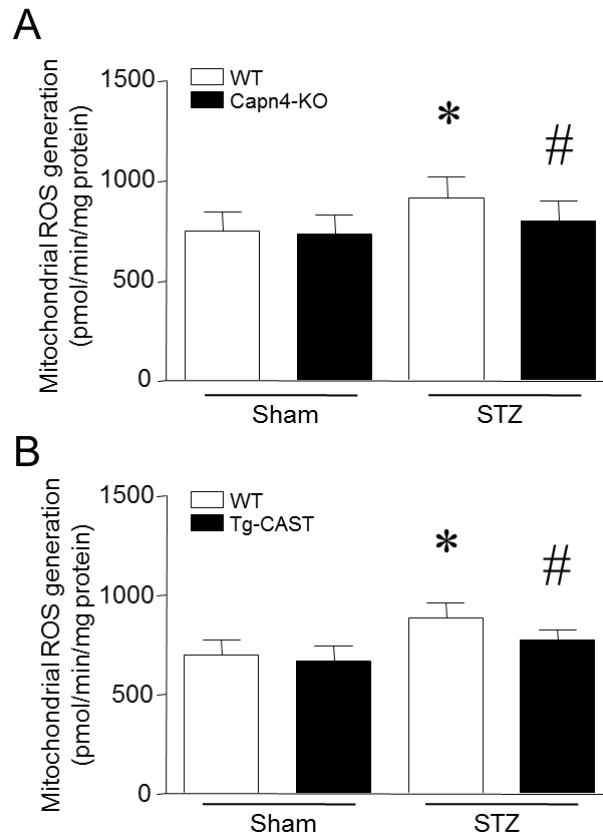 A
Mitochondrial ROS generation
(pmol/min/mg protein)
1500
1000
500
0
WT
Capn4-KO
*
#
Sham
STZ
B
Mitochondrial ROS generation
(pmol/min/mg protein)
1500
1000
500
0
WT
Tg-CAST
*
#
Sham
STZ